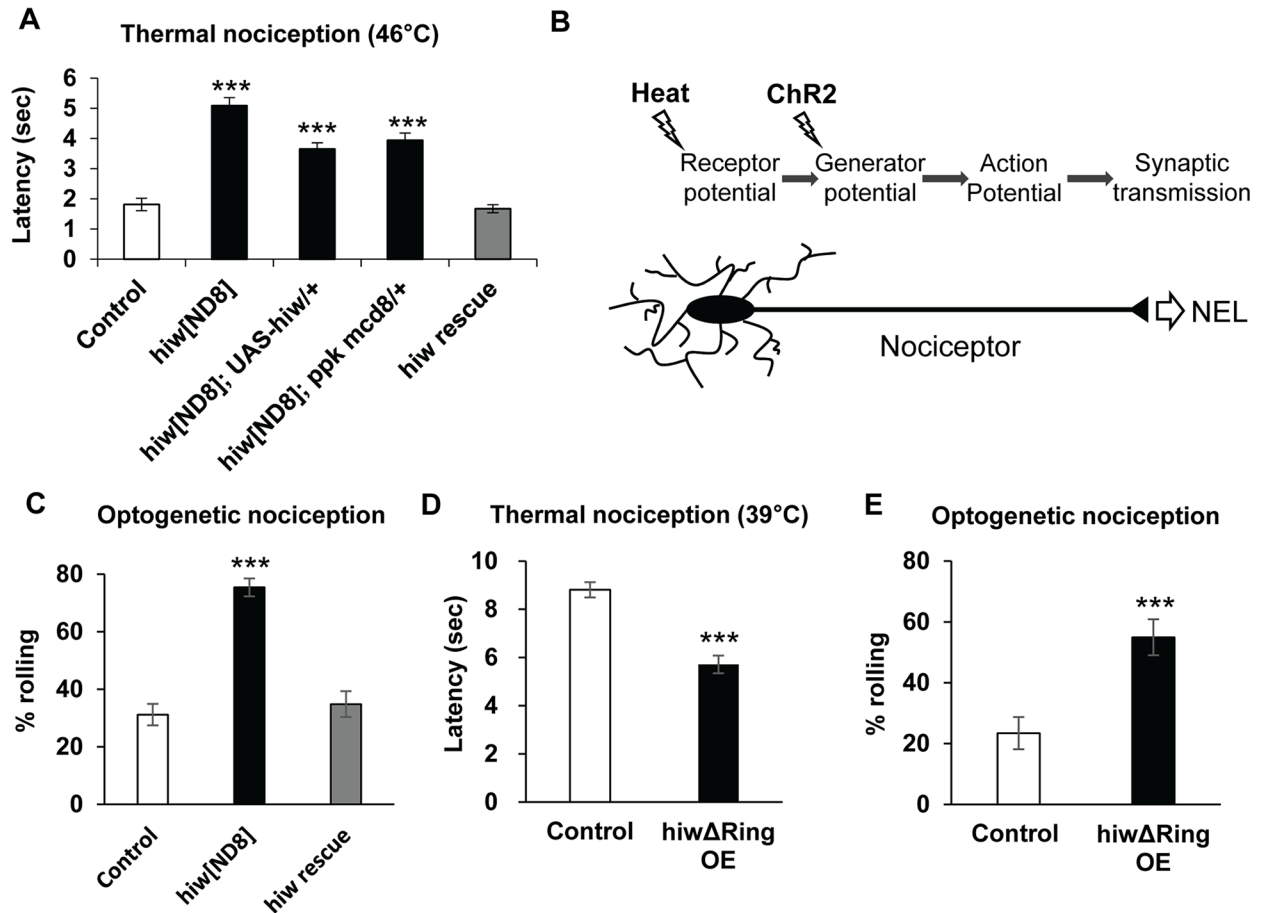 A
Thermal nociception (46°C)
Latency (sec)
6
5
4
3
2
1
0
***
***
***
Control
hiw[ND8]
hiw[ND8]; UAS-hiw/+
hiw[ND8]; ppk mcd8/+
hiw rescue
B
Heat
ChR2
Receptor
potential
Generator
potential
Action
Potential
Synaptic
transmission
NEL
Nociceptor
C
Optogenetic nociception
% rolling
80
60
40
20
0
***
Control
hiw[ND8]
hiw rescue
D
Thermal nociception (39°C)
Latency (sec)
10
8
6
4
2
0
***
Control
hiwΔRing
OE
E
Optogenetic nociception
% rolling
80
60
40
20
0
***
Control
hiwΔRing
OE